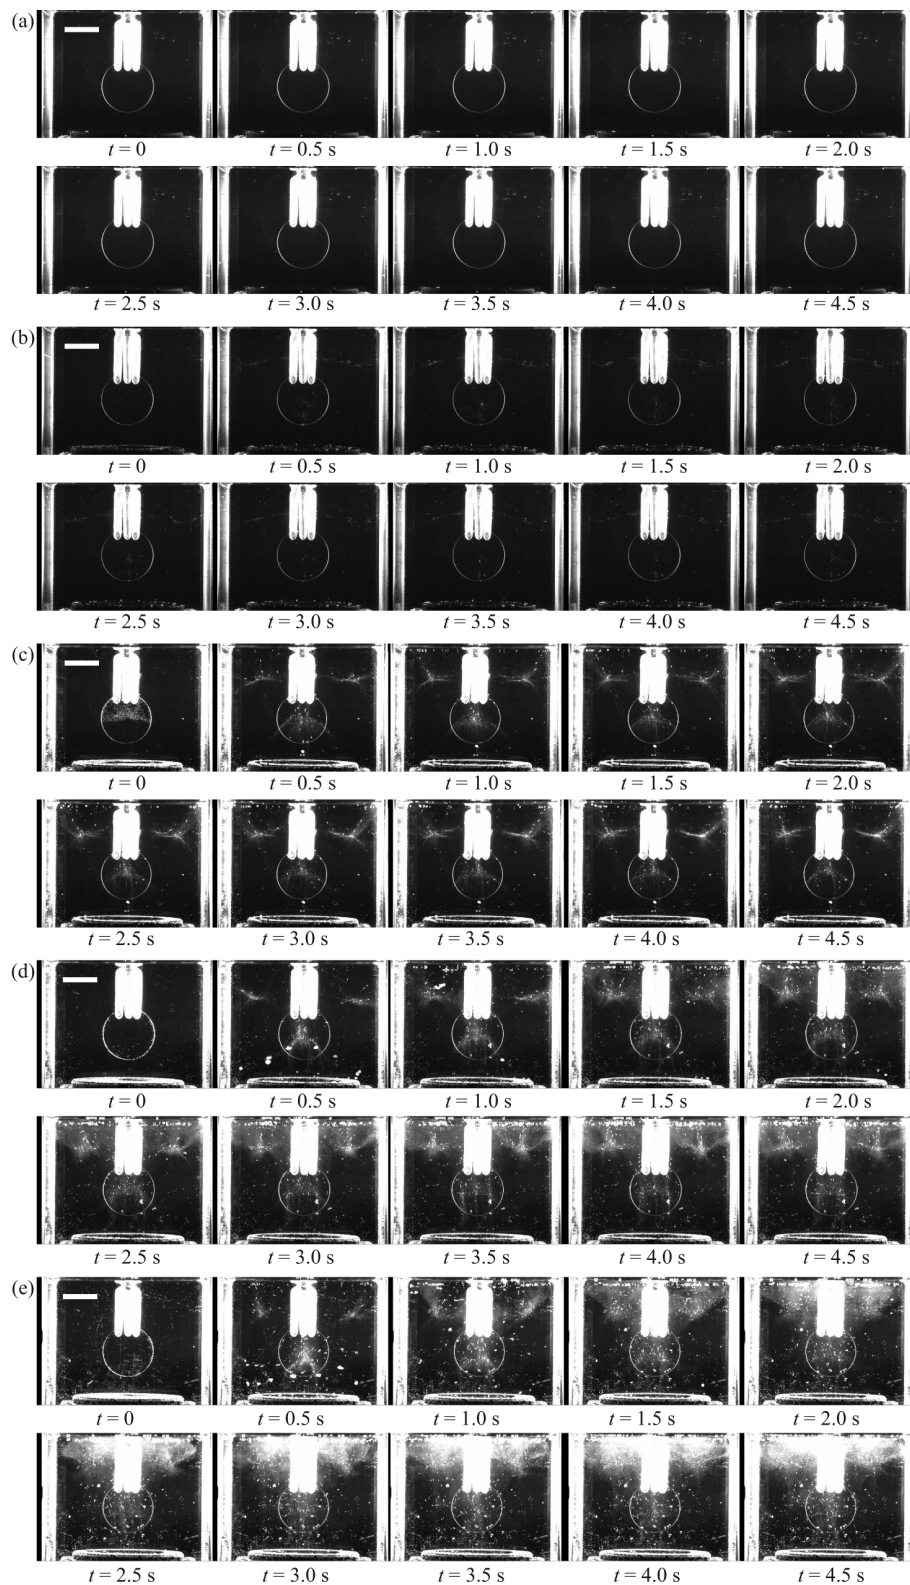 (a)
t = 0 t = 0.5 s t = 1.0 s t = 1.5 s t = 2.0 s
t = 2.5 s t = 3.0 s t = 3.5 s t = 4.0 s t = 4.5 s
(b)
t = 0 t = 0.5 s t = 1.0 s t = 1.5 s t = 2.0 s
t = 2.5 s t = 3.0 s t = 3.5 s t = 4.0 s t = 4.5 s
(c)
t = 0 t = 0.5 s t = 1.0 s t = 1.5 s t = 2.0 s
t = 2.5 s t = 3.0 s t = 3.5 s t = 4.0 s t = 4.5 s
(d)
t = 0 t = 0.5 s t = 1.0 s t = 1.5 s t = 2.0 s
t = 2.5 s t = 3.0 s t = 3.5 s t = 4.0 s t = 4.5 s
(e)
t = 0 t = 0.5 s t = 1.0 s t = 1.5 s t = 2.0 s
t = 2.5 s t = 3.0 s t = 3.5 s t = 4.0 s t = 4.5 s